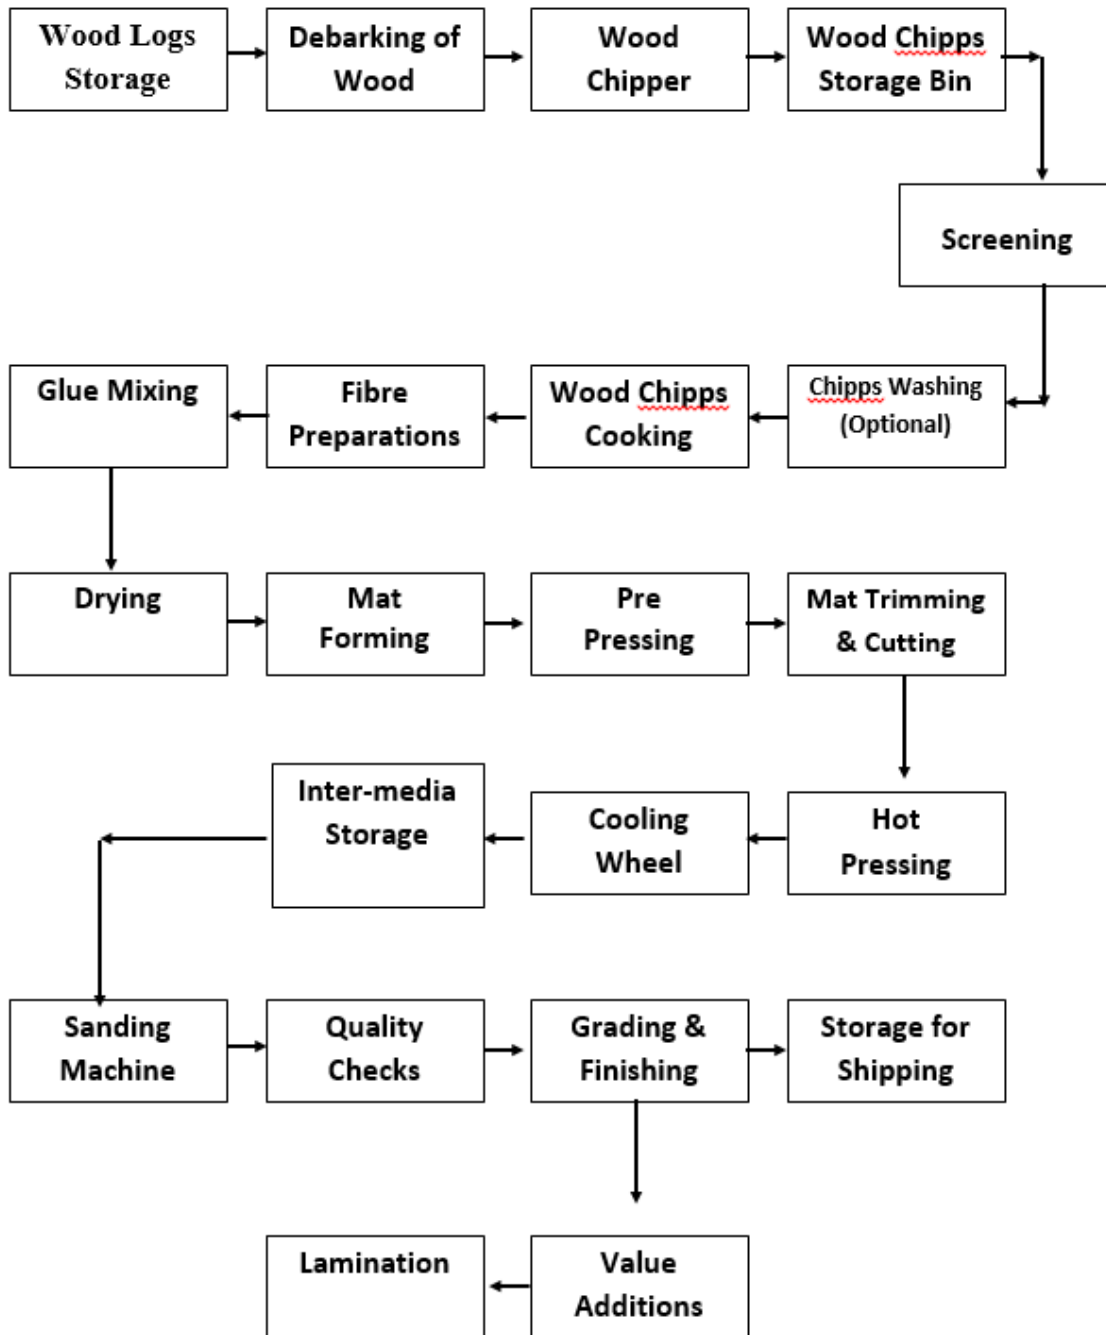 Wood Logs
Storage
Debarking of
Wood
Wood
Chipper
Wood Chipps
Storage Bin
Screening
Chipps Washing
(Optional)
Wood Chipps
Cooking
Fibre
Preparations
Glue Mixing
Drying
Mat
Forming
Pre
Pressing
Mat Trimming
& Cutting
Hot
Pressing
Cooling
Wheel
Inter-media
Storage
Sanding
Machine
Quality
Checks
Grading &
Finishing
Storage for
Shipping
Value
Additions
Lamination